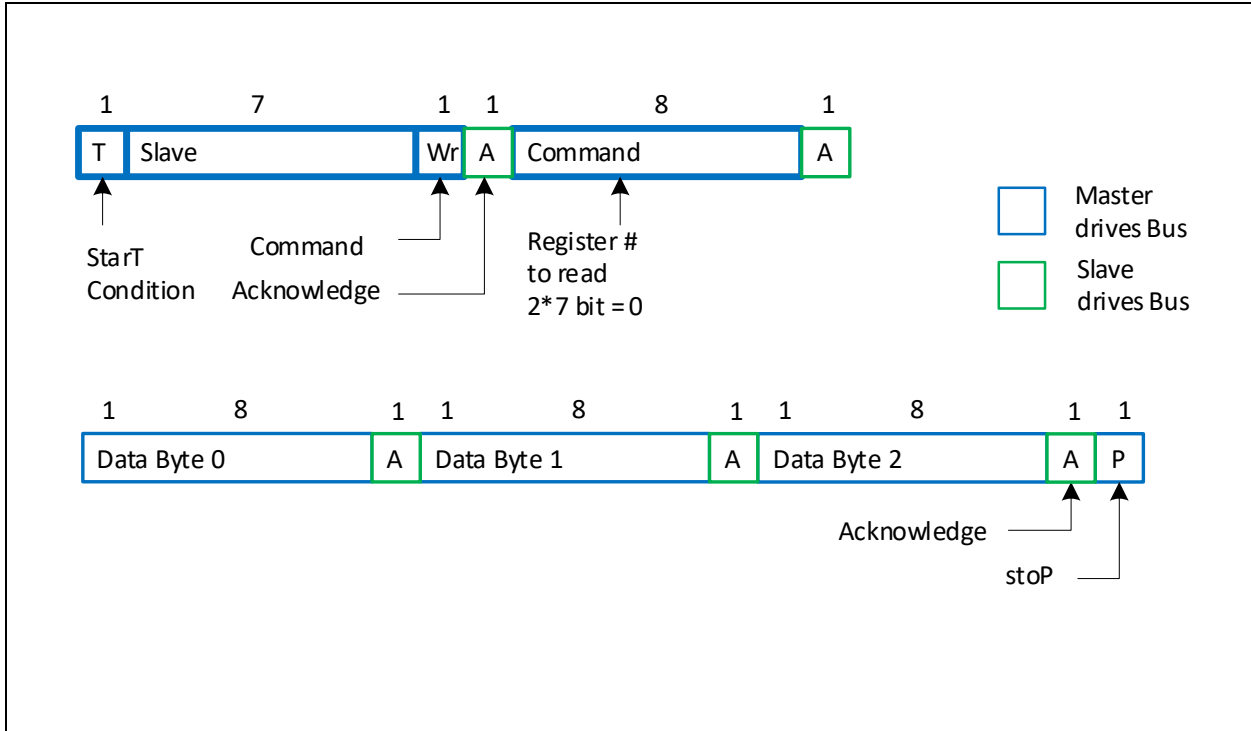 1 7 1 1 8 1
T Slave Wr A Command A
StarT
Condition
Command
Acknowledge
Register #
to read
2*7 bit = 0
Master
drives Bus
Slave
drives Bus
1 8 1 1 8 1 1 8 1 1
Data Byte 0 A Data Byte 1 A Data Byte 2 A P
Acknowledge
stoP